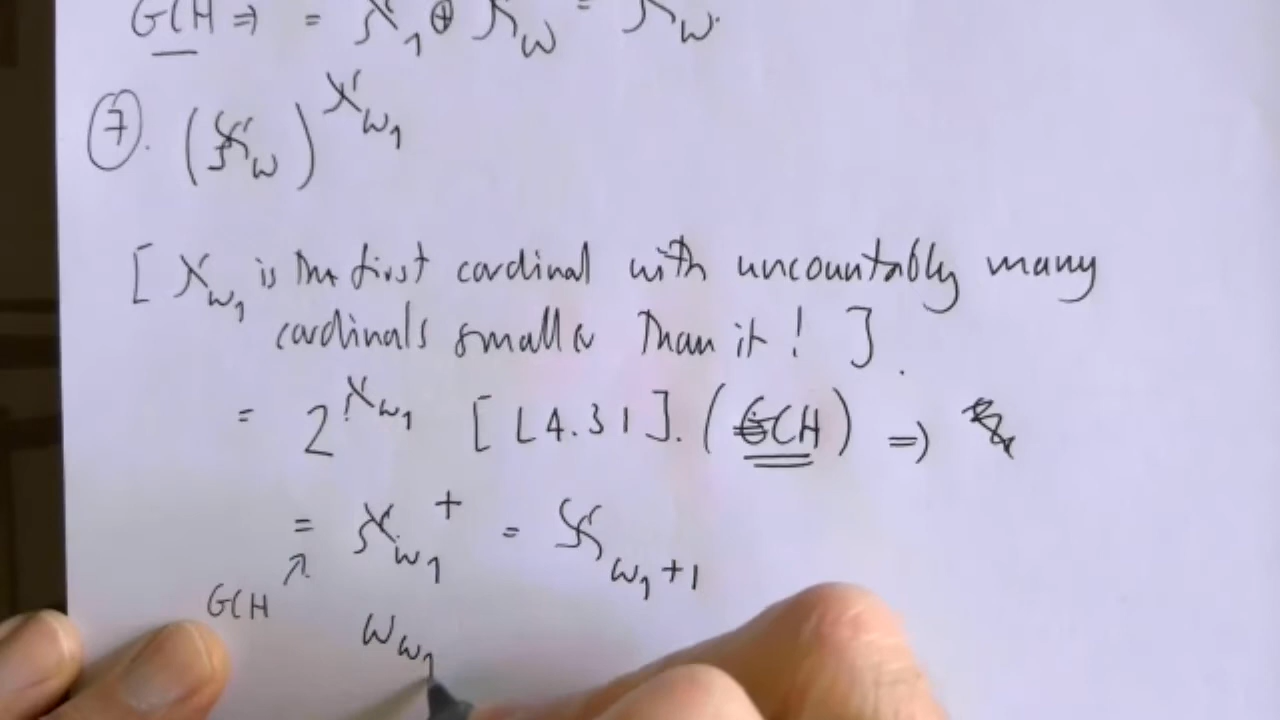 GCH ⇒ = ℵ₁ ⊕ ℵ_ω = ℵ_ω.
⑦. (ℵ_ω)^ℵ_ω₁
[ ℵ_ω₁ is the first cardinal with uncountably many
cardinals smaller than it! ].
= 2^ℵ_ω₁ [L4.31]. (GCH) ⇒
= ℵ_ω₁⁺ = ℵ_ω₁+1
GCH ↗
ω_ω₁